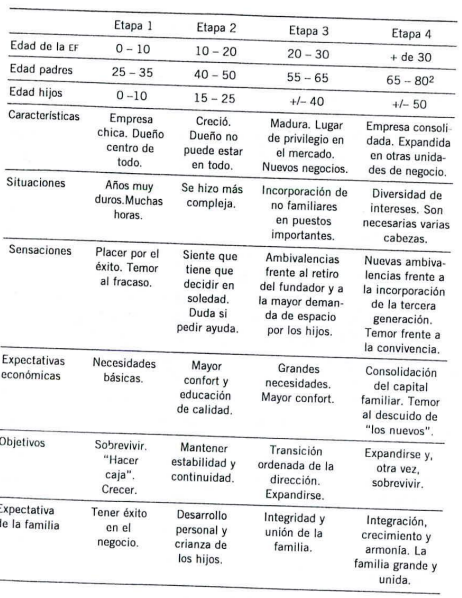 Etapa 1 Etapa 2 Etapa 3 Etapa 4
Edad de la EF 0 – 10 10 – 20 20 – 30 + de 30
Edad padres 25 – 35 40 – 50 55 – 65 65 – 80²
Edad hijos 0 –10 15 – 25 +/– 40 +/– 50
Características Empresa Creció. Madura. Lugar Empresa consoli-
chica. Dueño Dueño no de privilegio en dada. Expandida
centro de puede estar el mercado. en otras unida-
todo. en todo. Nuevos negocios. des de negocio.
Situaciones Años muy Se hizo más Incorporación de Diversidad de
duros.Muchas compleja. no familiares intereses. Son
horas. en puestos necesarias varias
importantes. cabezas.
Sensaciones Placer por el Siente que Ambivalencias Nuevas ambiva-
éxito. Temor tiene que frente al retiro lencias frente a
al fracaso. decidir en del fundador y a la incorporación
soledad. la mayor deman- de la tercera
Duda si da de espacio generación.
pedir ayuda. por los hijos. Temor frente a
la convivencia.
Expectativas Necesidades Mayor Grandes Consolidación
económicas básicas. confort y necesidades. del capital
educación Mayor confort. familiar. Temor
de calidad. al descuido de
"los nuevos".
Objetivos Sobrevivir. Mantener Transición Expandirse y,
"Hacer estabilidad y ordenada de la otra vez,
caja". continuidad. dirección. sobrevivir.
Crecer. Expandirse.
Expectativa Tener éxito Desarrollo Integridad y Integración,
de la familia en el personal y unión de la crecimiento y
negocio. crianza de familia. armonía. La
los hijos. familia grande y
unida.